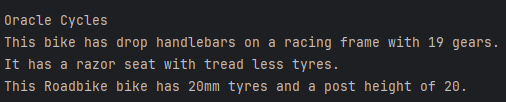 Oracle Cycles
This bike has drop handlebars on a racing frame with 19 gears.
It has a razor seat with tread less tyres.
This Roadbike bike has 20mm tyres and a post height of 20.